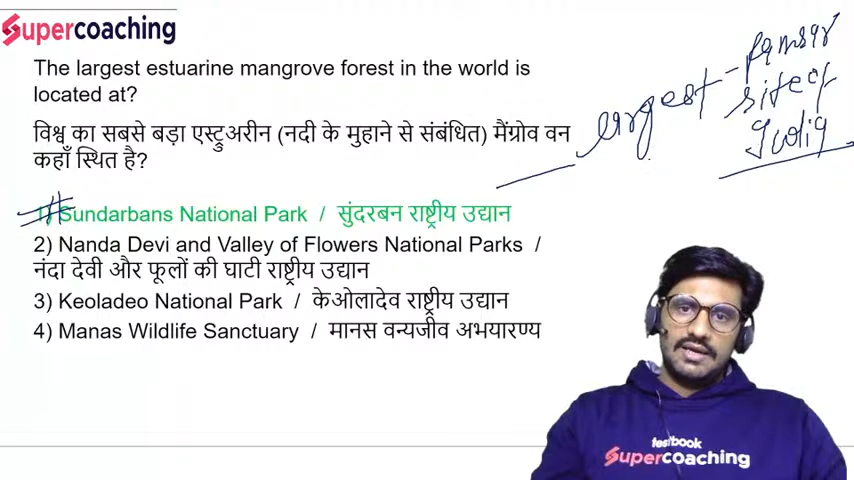 Supercoaching
The largest estuarine mangrove forest in the world is
located at?
विश्व का सबसे बड़ा एस्ट्रुअरीन (नदी के मुहाने से संबंधित) मैंग्रोव वन
कहाँ स्थित है?
largest - Ramsar
site of
India
1) Sundarbans National Park / सुंदरबन राष्ट्रीय उद्यान
2) Nanda Devi and Valley of Flowers National Parks /
नंदा देवी और फूलों की घाटी राष्ट्रीय उद्यान
3) Keoladeo National Park / केओलादेव राष्ट्रीय उद्यान
4) Manas Wildlife Sanctuary / मानस वन्यजीव अभयारण्य
testbook
Supercoaching